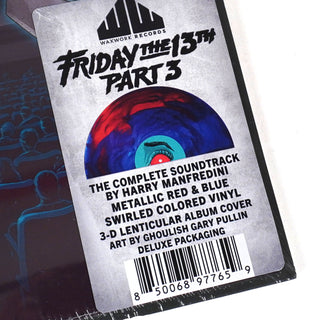 WAXWORK RECORDS
FRIDAY THE 13TH
PART 3
THE COMPLETE SOUNDTRACK
BY HARRY MANFREDINI
METALLIC RED & BLUE
SWIRLED COLORED VINYL
3-D LENTICULAR ALBUM COVER
ART BY GHOULISH GARY PULLIN
DELUXE PACKAGING
8 50068 97765 9